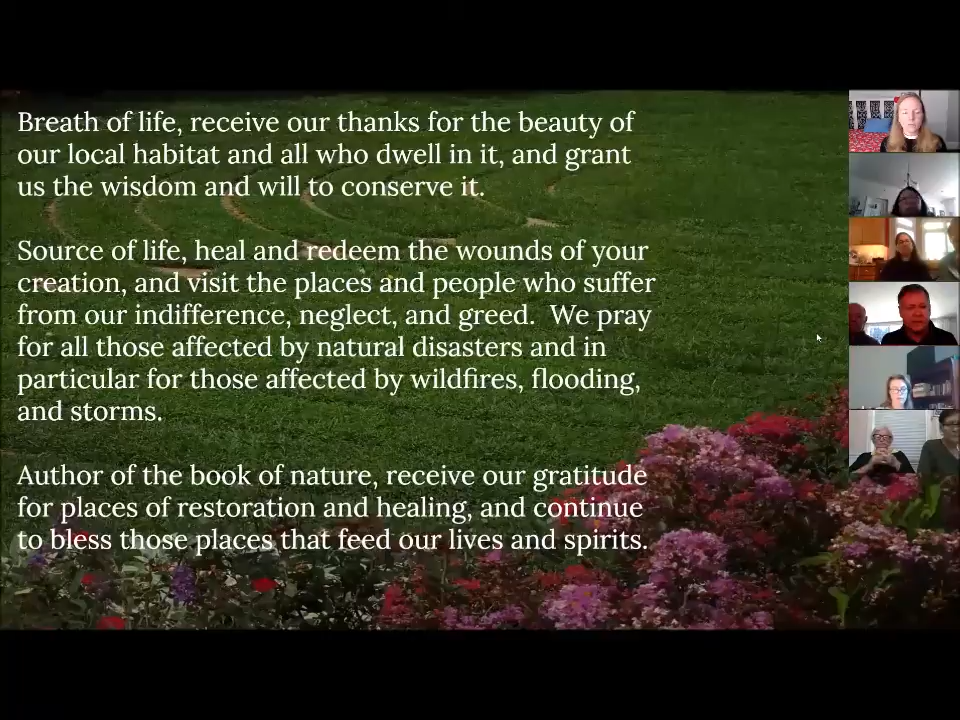 Breath of life, receive our thanks for the beauty of
our local habitat and all who dwell in it, and grant
us the wisdom and will to conserve it.
Source of life, heal and redeem the wounds of your
creation, and visit the places and people who suffer
from our indifference, neglect, and greed.  We pray
for all those affected by natural disasters and in
particular for those affected by wildfires, flooding,
and storms.
Author of the book of nature, receive our gratitude
for places of restoration and healing, and continue
to bless those places that feed our lives and spirits.